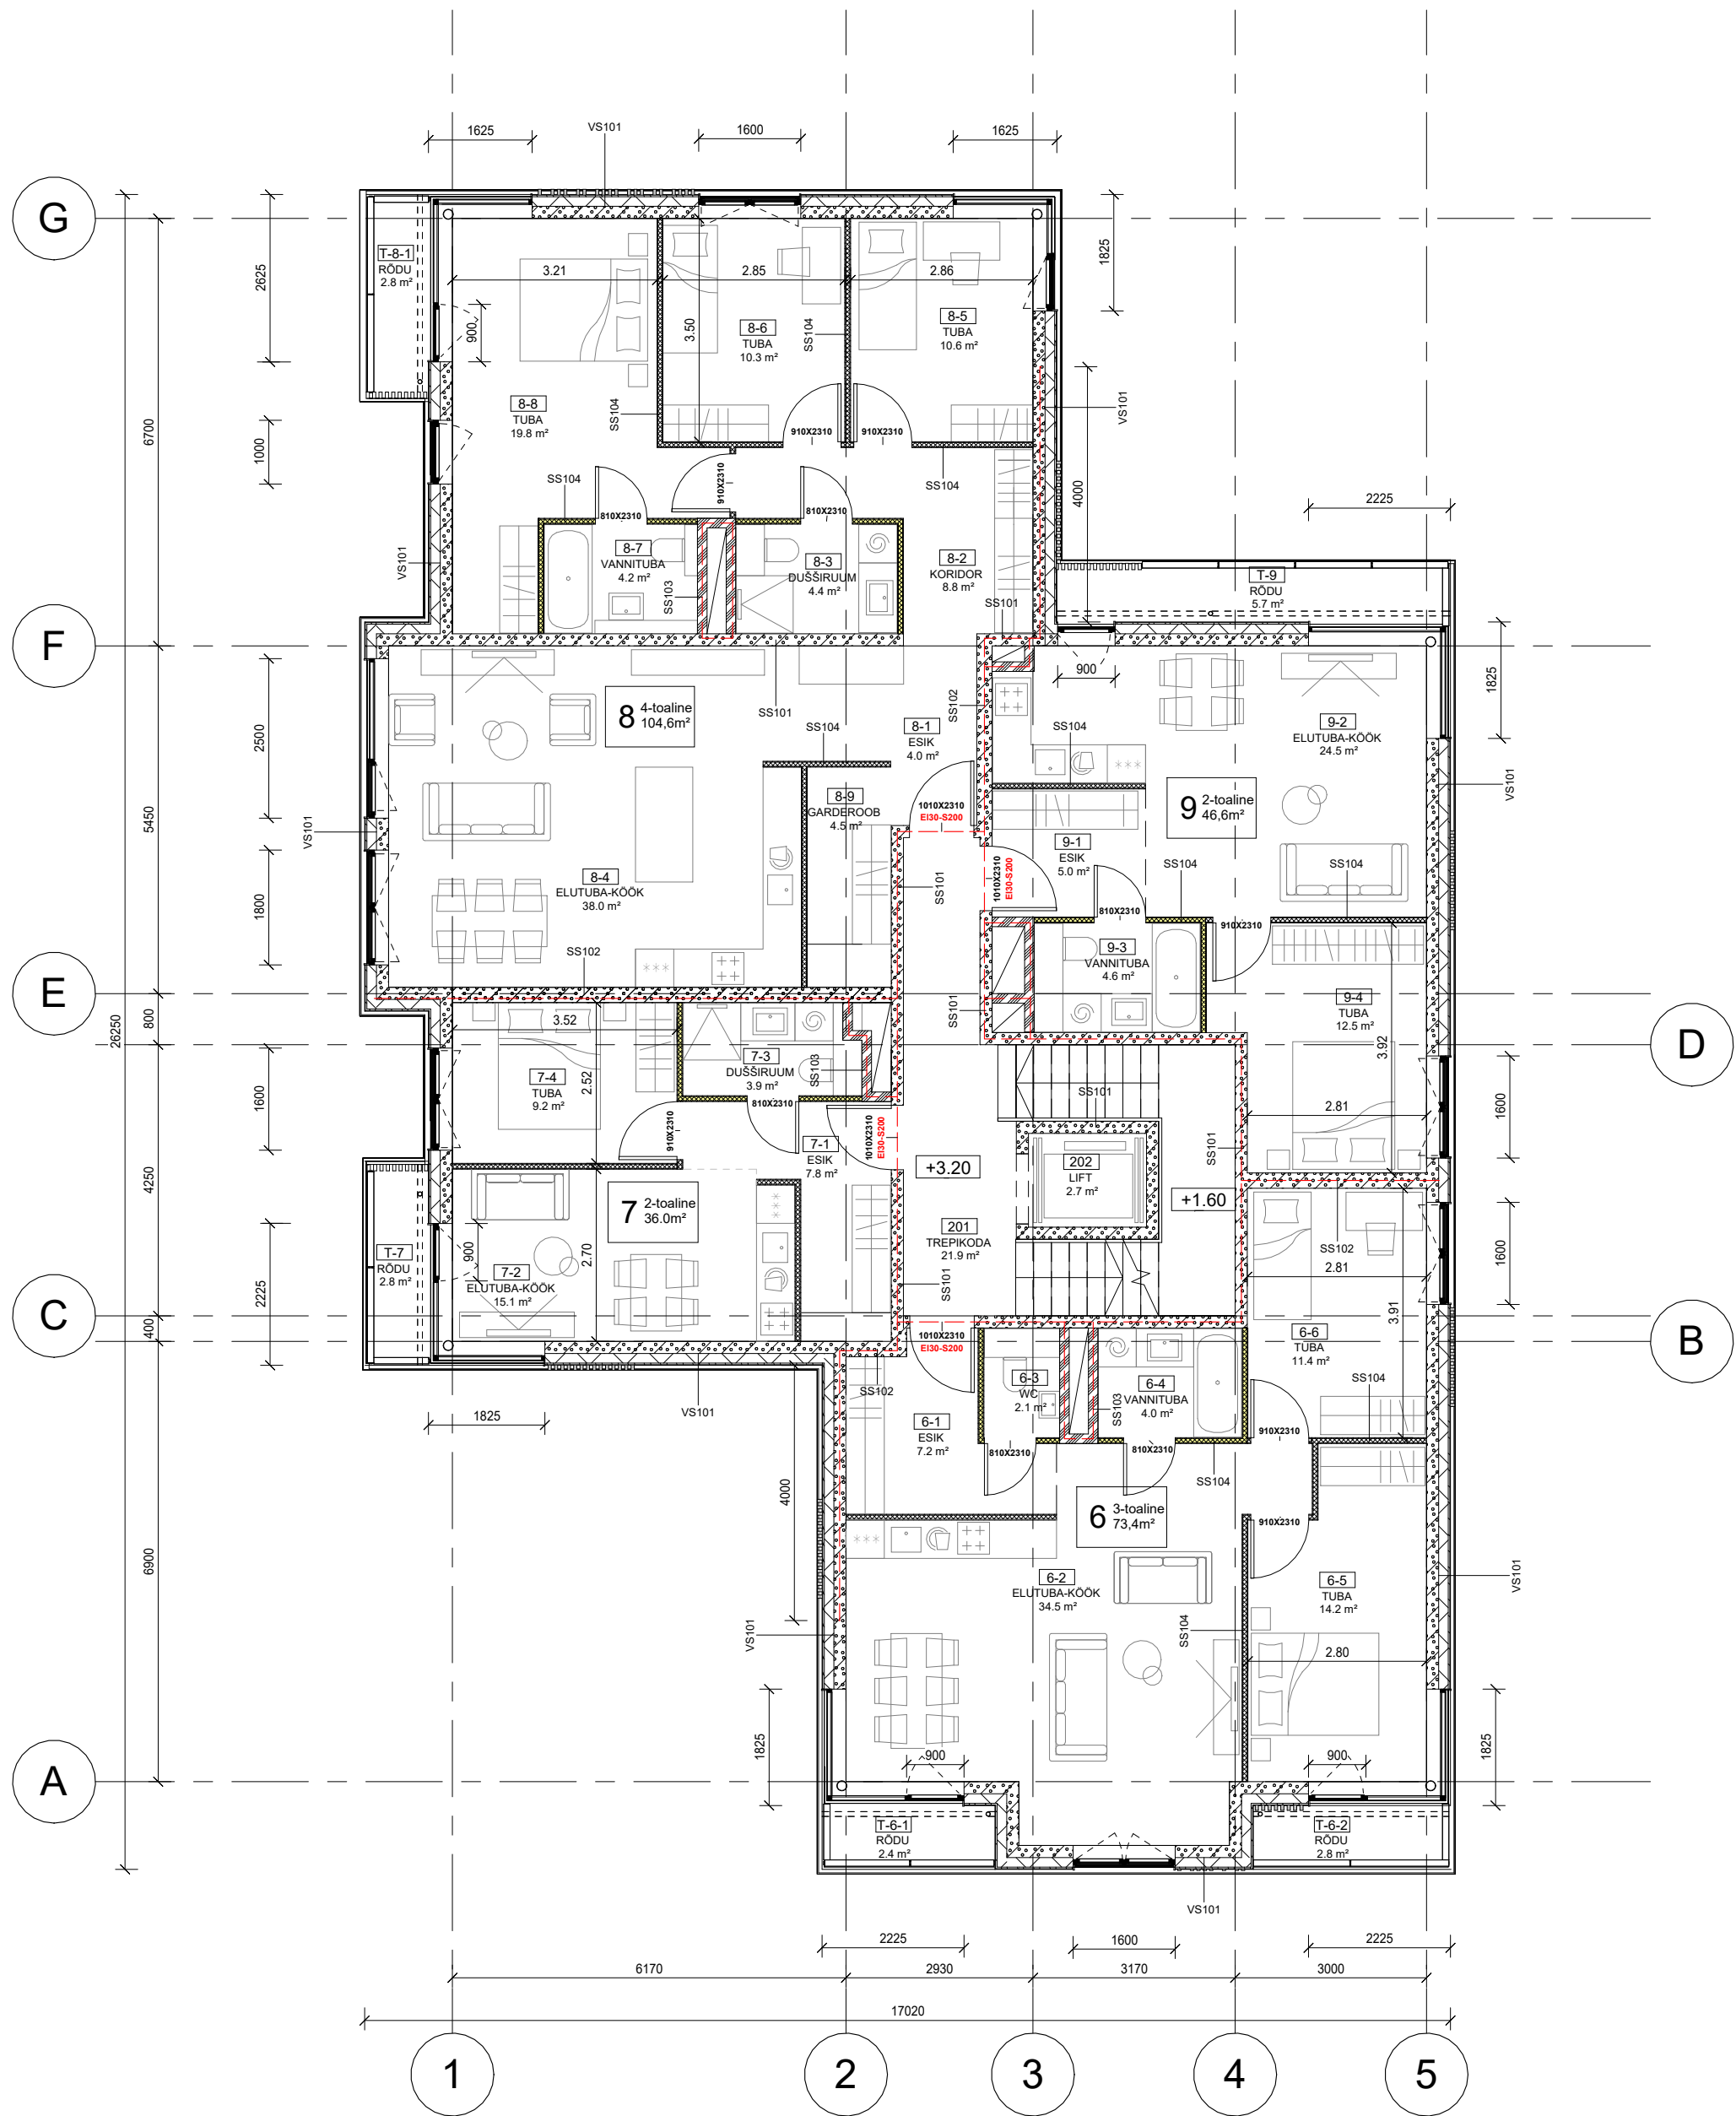 1625
VS101
1600
1625
G
2625
6700
1000
T-8-1
RÕDU
2.8 m²
900
3.21
2.85
2.86
3.50
8-6
TUBA
10.3 m²
SS104
8-5
TUBA
10.6 m²
1825
8-8
TUBA
19.8 m²
SS104
910X2310
910X2310
VS101
4000
SS104
910X2310
SS104
2225
810X2310
810X2310
VS101
8-7
VANNITUBA
4.2 m²
SS103
8-3
DUŠŠIRUUM
4.4 m²
8-2
KORIDOR
8.8 m²
SS101
T-9
RÕDU
5.7 m²
F
900
1825
8
4-toaline
104,6m²
SS101
SS102
8-1
ESIK
4.0 m²
SS104
SS104
9-2
ELUTUBA-KÖÖK
24.5 m²
2500
5450
26250
VS101
9
2-toaline
46,6m²
VS101
8-9
GARDEROOB
4.5 m²
1010X2310
EI30-S200
9-1
ESIK
5.0 m²
1010X2310
EI30-S200
SS104
SS104
1800
8-4
ELUTUBA-KÖÖK
38.0 m²
SS101
810X2310
910X2310
SS102
9-3
VANNITUBA
4.6 m²
E
800
SS101
9-4
TUBA
12.5 m²
3.92
D
3.52
7-4
TUBA
9.2 m²
2.52
7-3
DUŠŠIRUUM
3.9 m²
SS103
SS101
1600
810X2310
910X2310
1010X2310
EI30-S200
7-1
ESIK
7.8 m²
2.81
1600
SS101
4250
+3.20
202
LIFT
2.7 m²
+1.60
7
2-toaline
36.0m²
T-7
RÕDU
2.8 m²
900
2.70
7-2
ELUTUBA-KÖÖK
15.1 m²
201
TREPIKODA
21.9 m²
SS101
SS102
2.81
1600
2225
C
400
B
1010X2310
EI30-S200
3.91
6-6
TUBA
11.4 m²
SS102
6-3
WC
2.1 m²
6-4
VANNITUBA
4.0 m²
SS103
SS104
1825
VS101
6-1
ESIK
7.2 m²
810X2310
810X2310
SS104
910X2310
4000
6
3-toaline
73,4m²
910X2310
6900
6-2
ELUTUBA-KÖÖK
34.5 m²
6-5
TUBA
14.2 m²
VS101
VS101
SS104
2.80
1825
900
900
1825
A
T-6-1
RÕDU
2.4 m²
T-6-2
RÕDU
2.8 m²
VS101
2225
1600
2225
6170
2930
3170
3000
17020
1
2
3
4
5